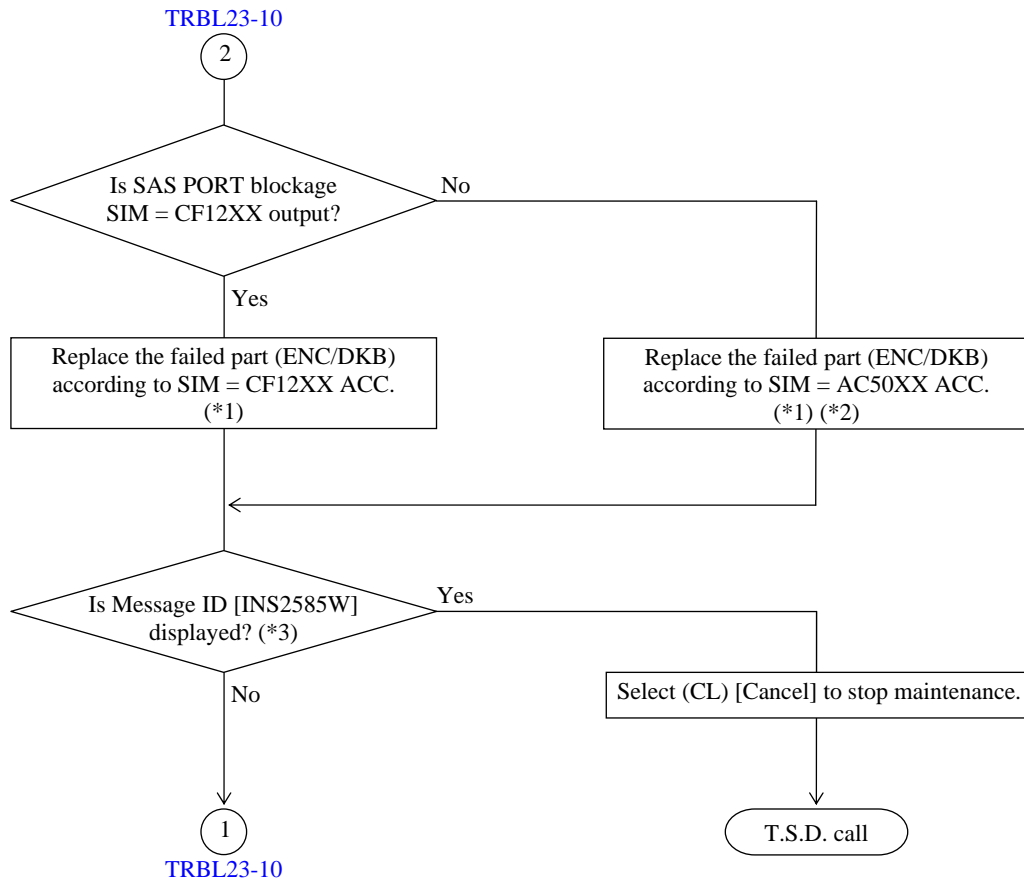 TRBL23-10
2
Is SAS PORT blockage
SIM = CF12XX output?
No
Yes
Replace the failed part (ENC/DKB)
according to SIM = CF12XX ACC.
(*1)
Replace the failed part (ENC/DKB)
according to SIM = AC50XX ACC.
(*1) (*2)
Is Message ID [INS2585W]
displayed? (*3)
Yes
No
Select (CL) [Cancel] to stop maintenance.
1
TRBL23-10
T.S.D. call